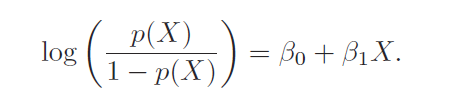 log ( p(X) / 1 − p(X) ) = β₀ + β₁X.